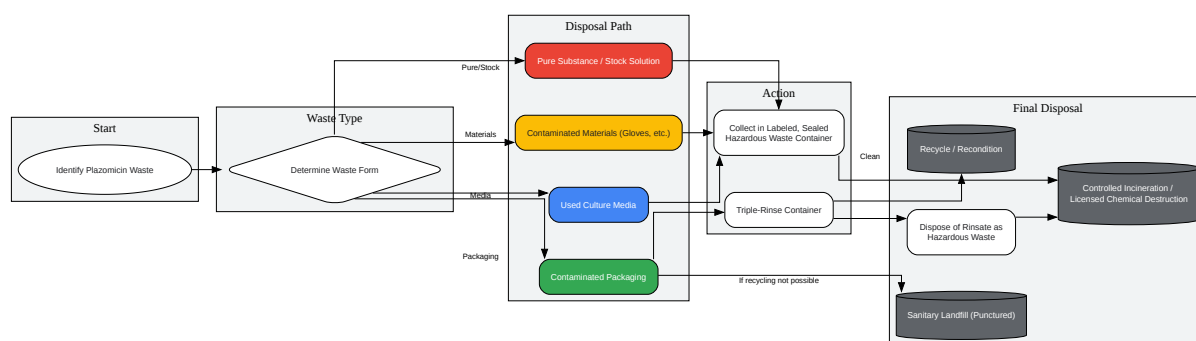 Start
Identify Plazomicin Waste
Waste Type
Determine Waste Form
Pure/Stock
Materials
Media
Packaging
Disposal Path
Pure Substance / Stock Solution
Contaminated Materials (Gloves, etc.)
Used Culture Media
Contaminated Packaging
Action
Collect in Labeled, Sealed
Hazardous Waste Container
Triple-Rinse Container
If recycling not possible
Clean
Final Disposal
Recycle / Recondition
Controlled Incineration /
Licensed Chemical Destruction
Dispose of Rinsate as
Hazardous Waste
Sanitary Landfill (Punctured)